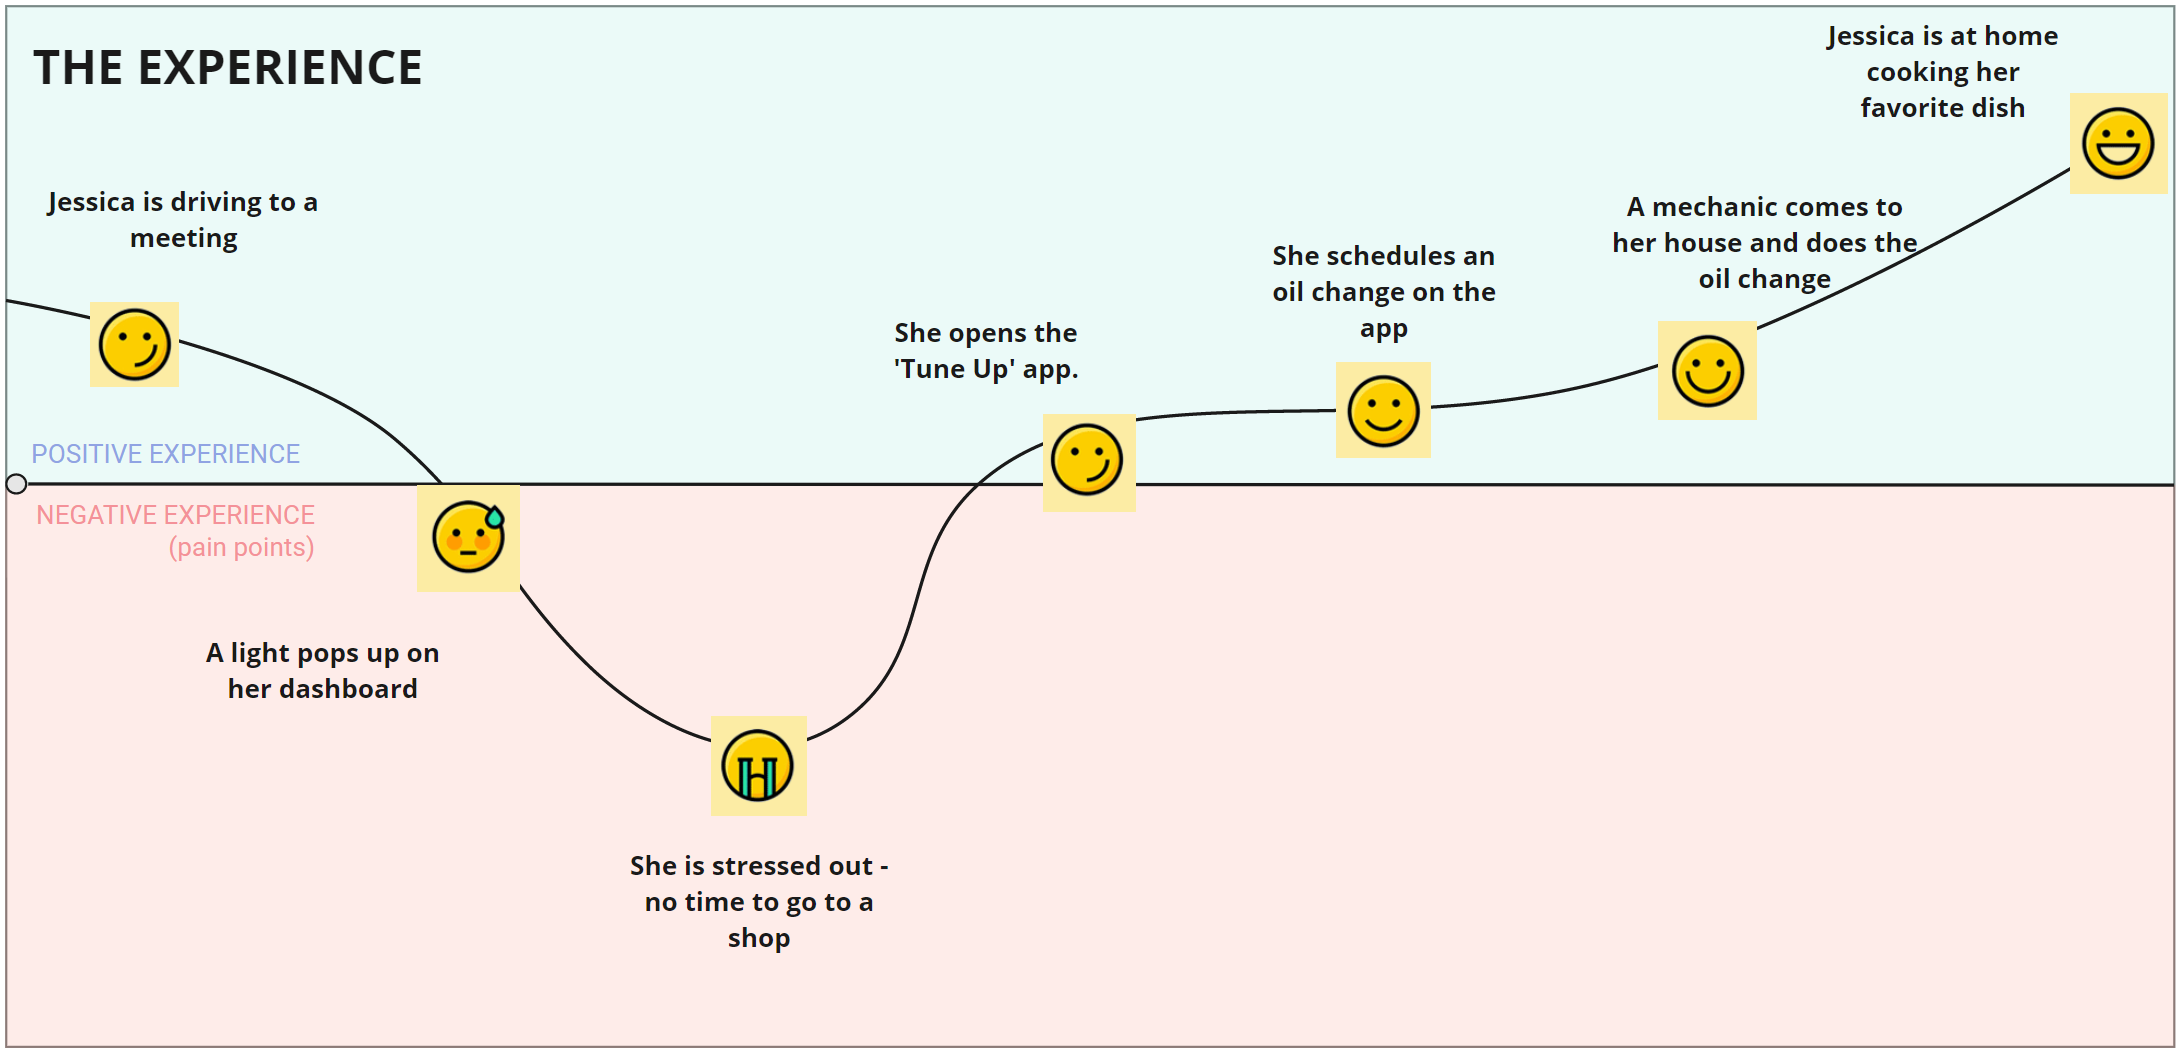 THE EXPERIENCE
Jessica is driving to a
meeting
POSITIVE EXPERIENCE
NEGATIVE EXPERIENCE
(pain points)
A light pops up on
her dashboard
She is stressed out -
no time to go to a
shop
She opens the
'Tune Up' app.
She schedules an
oil change on the
app
A mechanic comes to
her house and does the
oil change
Jessica is at home
cooking her
favorite dish